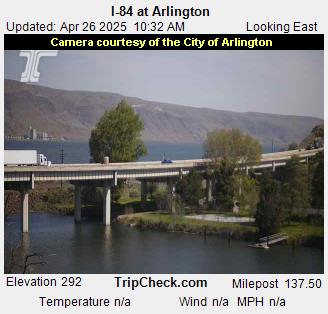 I-84 at Arlington
Updated: Apr 26 2025 10:32 AM Looking East
Camera courtesy of the City of Arlington
Elevation 292 TripCheck.com Milepost 137.50
Temperature n/a Wind n/a MPH n/a